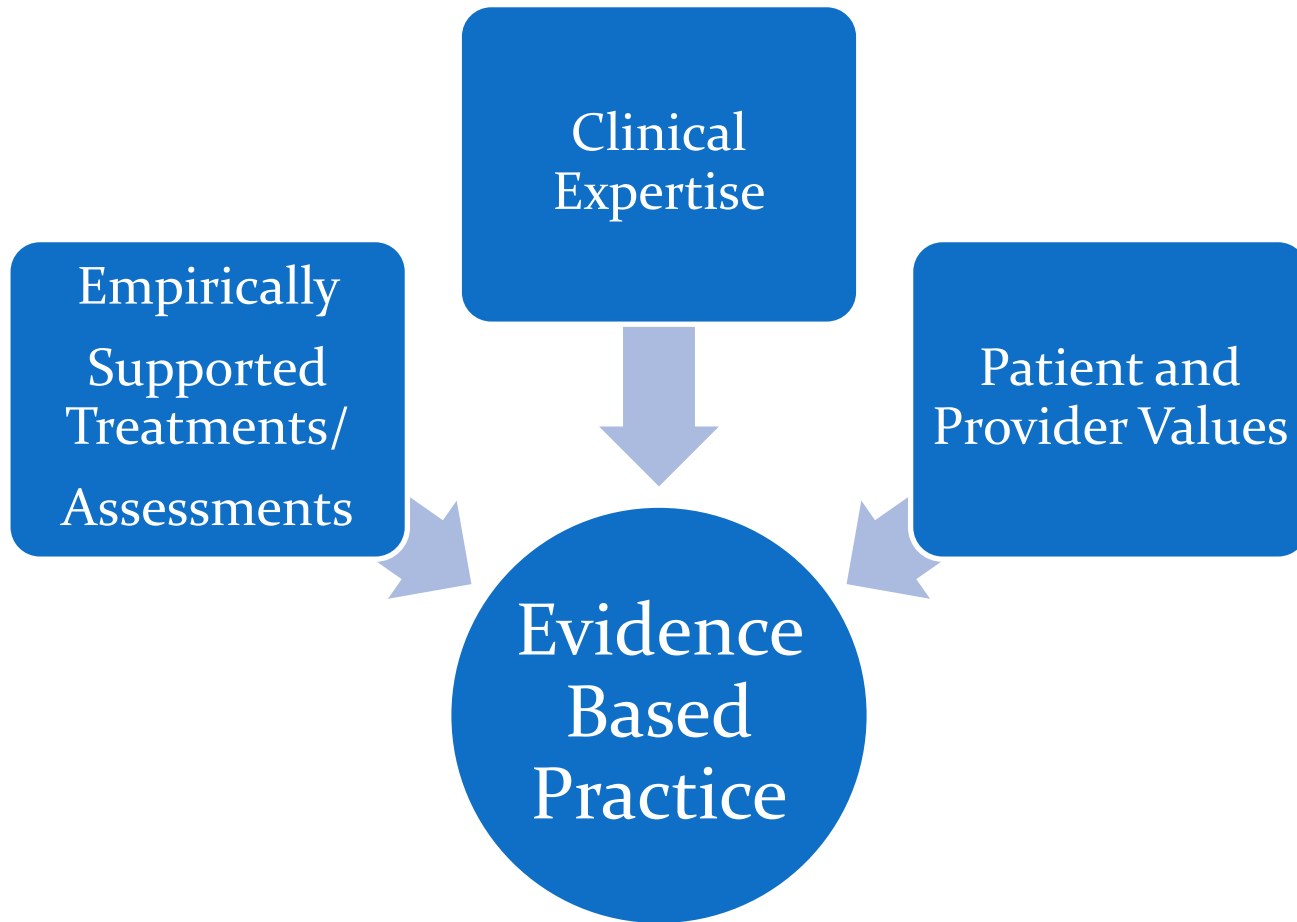 Clinical
Expertise
Empirically
Supported
Treatments/
Assessments
Patient and
Provider Values
Evidence
Based
Practice